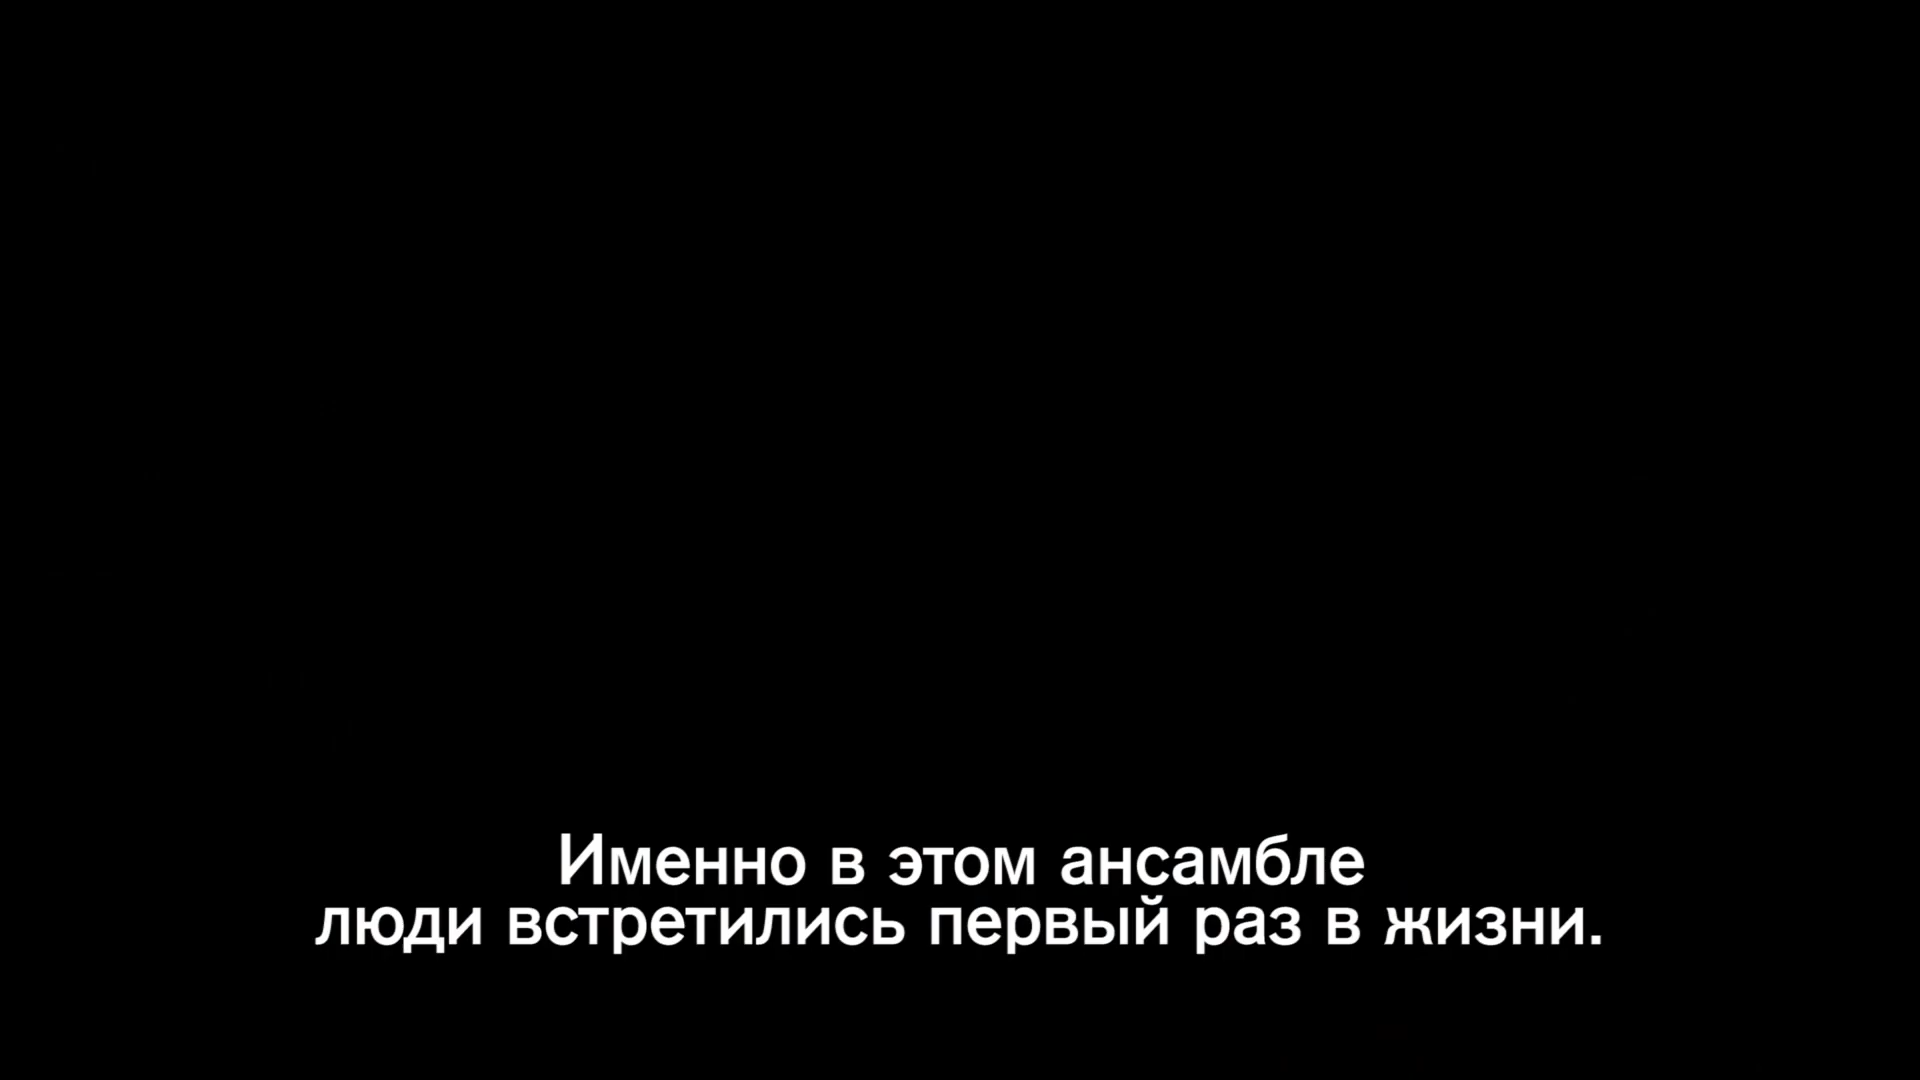 Именно в этом ансамбле
люди встретились первый раз в жизни.